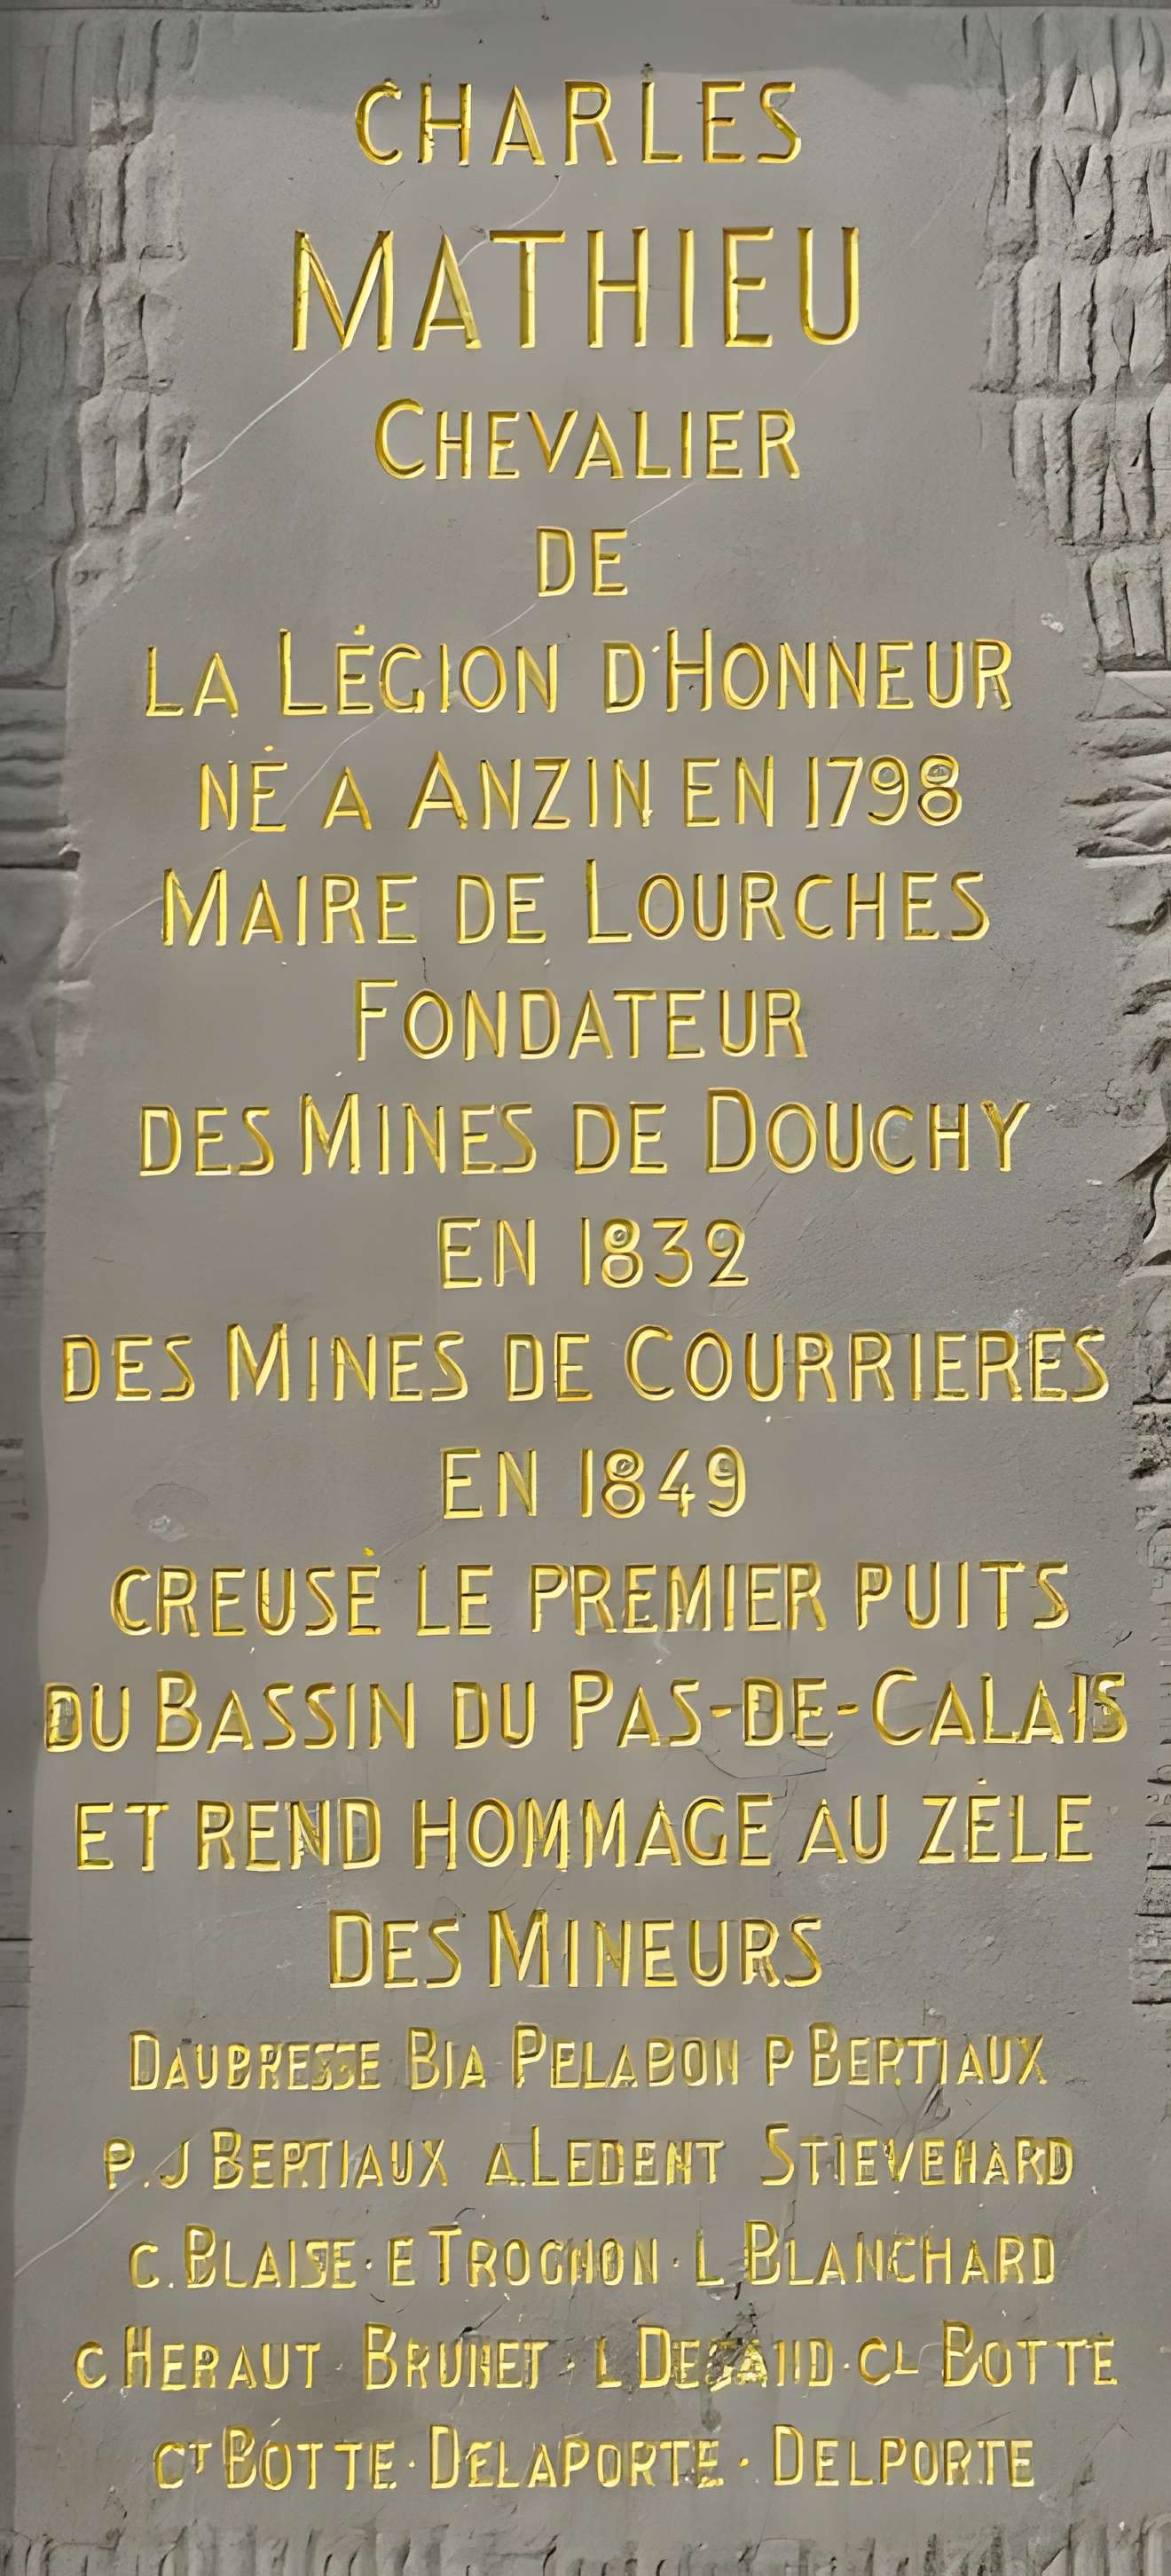 CHARLES
MATHIEU
CHEVALIER
DE
LA LÉGION D'HONNEUR
NÉ A ANZIN EN 1798
MAIRE DE LOURCHES
FONDATEUR
DES MINES DE DOUCHY
EN 1832
DES MINES DE COURRIERES
EN 1849
CREUSÉ LE PREMIER PUITS
DU BASSIN DU PAS-DE-CALAIS
ET REND HOMMAGE AU ZÈLE
DES MINEURS
DAUBRESSE BIA PELABON P BERTIAUX
P.J BERTIAUX A.LEDENT STIEVENARD
C.BLAISE · E TROGNON · L BLANCHARD
C HERAUT · BRUNET · L · CL BOTTE
CT BOTTE · DELAPORTE · DELPORTE